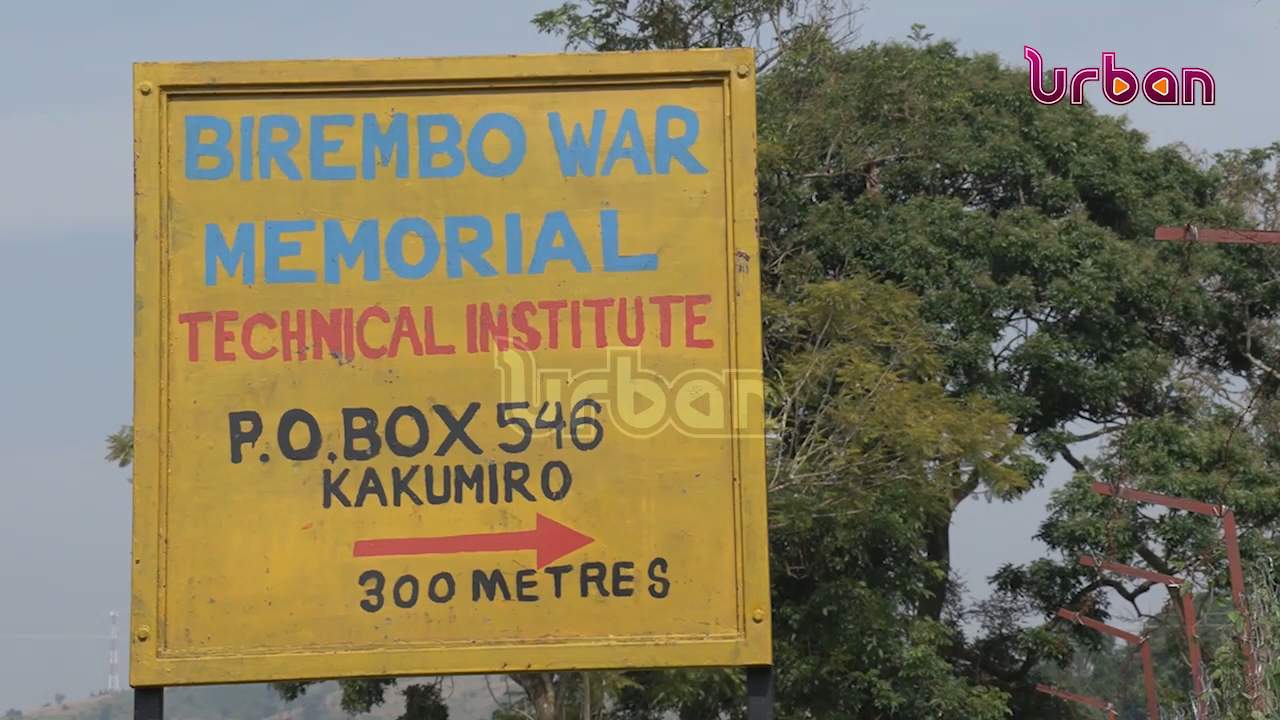 Urban
BIREMBO WAR
MEMORIAL
TECHNICAL INSTITUTE
Urban
P.O.BOX 546
KAKUMIRO
300 METRES